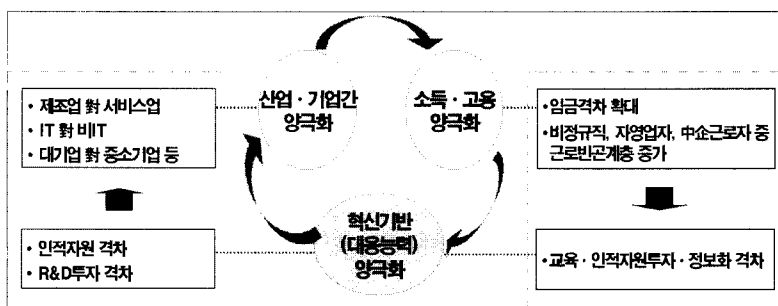 산업 · 기업간
양극화
소득 · 고용
양극화
• 제조업 對 서비스업
• IT 對 비IT
• 대기업 對 중소기업 등
• 임금격차 확대
• 비정규직, 자영업자, 中企근로자 중
근로빈곤계층 증가
혁신기반
(대응능력)
양극화
• 인적자원 격차
• R&D투자 격차
• 교육 · 인적자원투자 · 정보화 격차